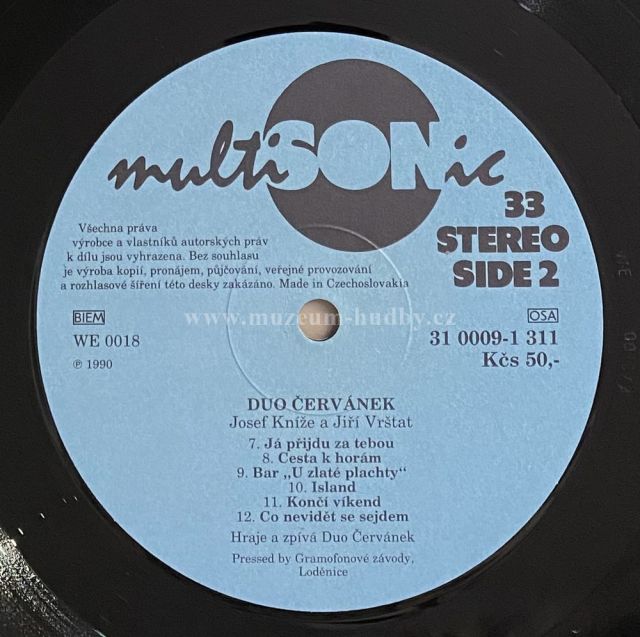 multiSONic
33
STEREO
SIDE 2
Všechna práva
výrobce a vlastníků autorských práv
k dílu jsou vyhrazena. Bez souhlasu
je výroba kopií, pronájem, půjčování, veřejné provozování
a rozhlasové šíření této desky zakázáno. Made in Czechoslovakia
www.muzeum-hudby.cz
BIEM
WE 0018
℗ 1990
OSA
31 0009-1 311
Kčs 50,-
DUO ČERVÁNEK
Josef Kníže a Jiří Vrštat
7. Já přijdu za tebou
8. Cesta k horám
9. Bar „U zlaté plachty“
10. Island
11. Končí víkend
12. Co nevidět se sejdem
Hraje a zpívá Duo Červánek
Pressed by Gramofonové závody,
Loděnice